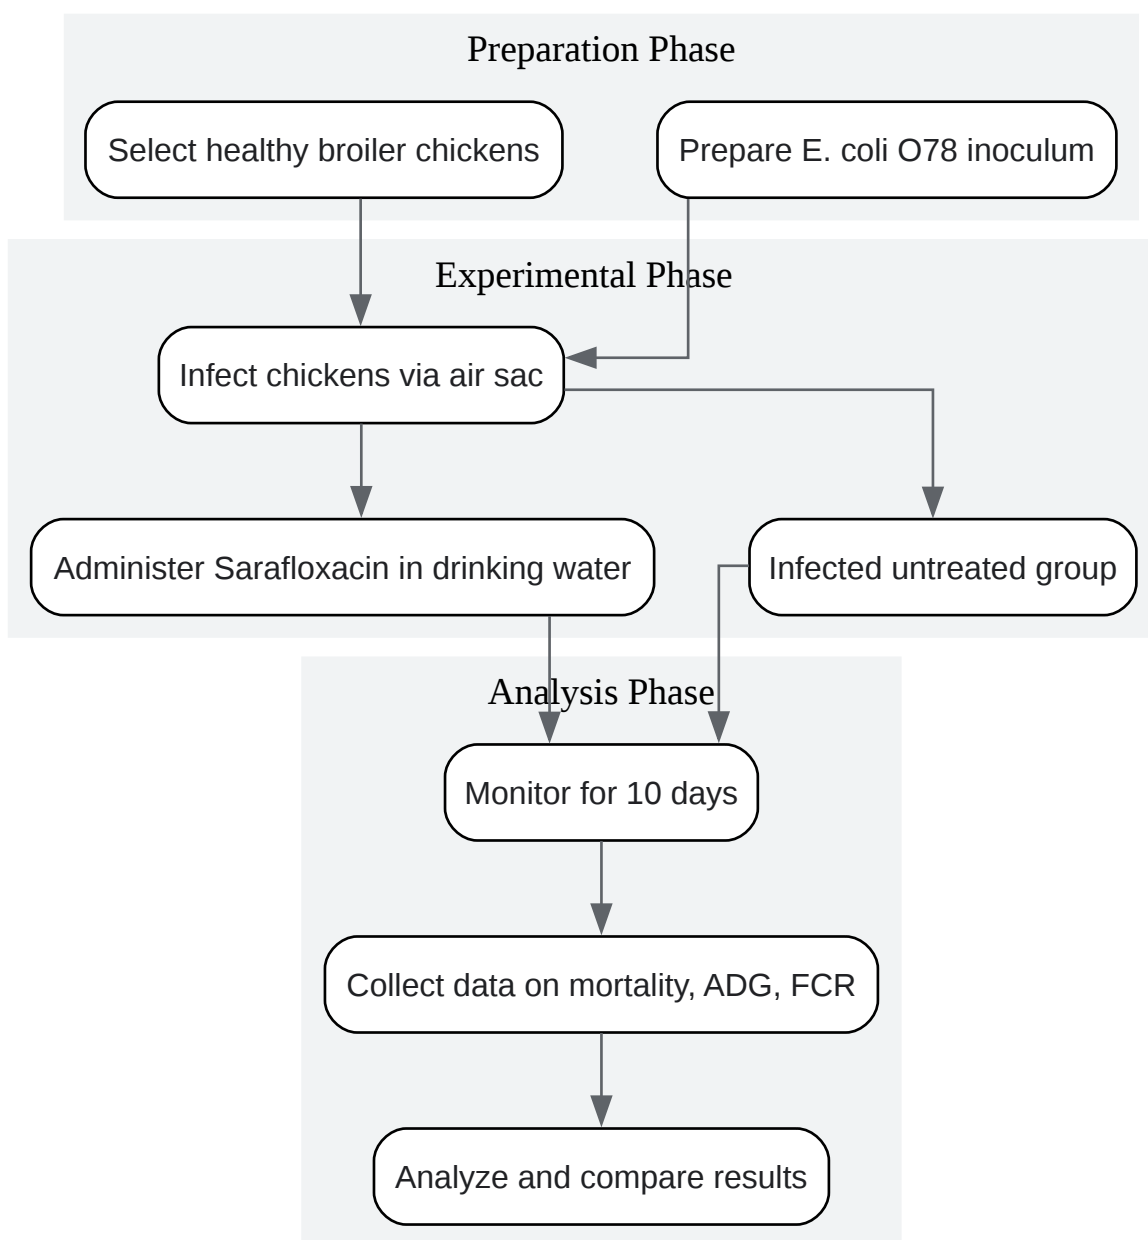 Preparation Phase
Select healthy broiler chickens
Prepare E. coli O78 inoculum
Experimental Phase
Infect chickens via air sac
Administer Sarafloxacin in drinking water
Infected untreated group
Analysis Phase
Monitor for 10 days
Collect data on mortality, ADG, FCR
Analyze and compare results